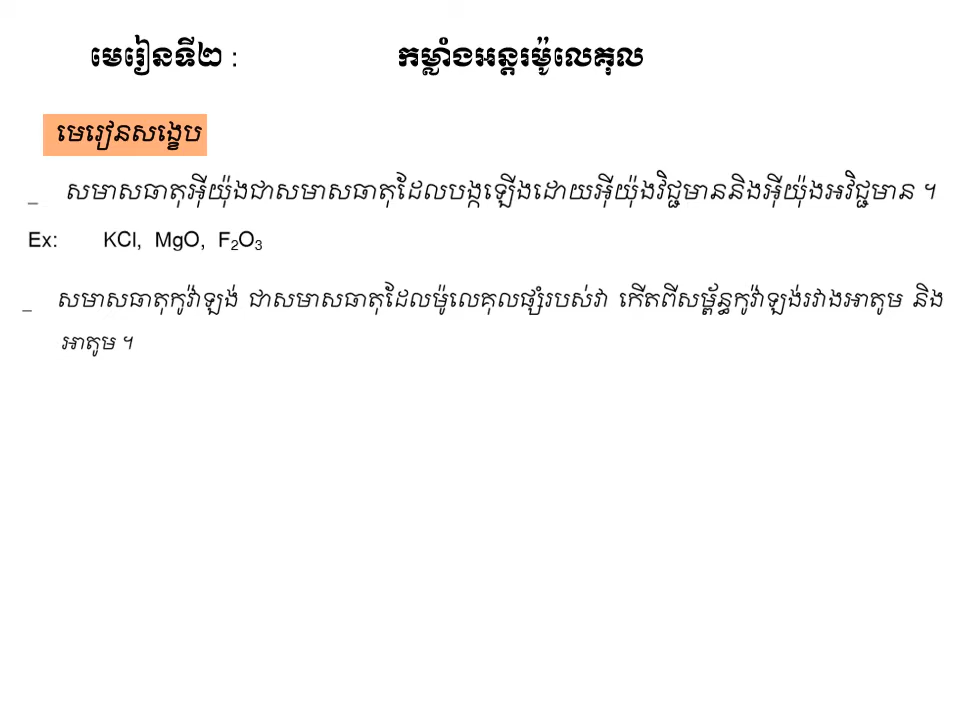 មេរៀនទី២ : កម្លាំងអន្តរម៉ូលេគុល
មេរៀនសង្ខេប
_ សមាសធាតុអ៊ីយ៉ុងជាសមាសធាតុដែលបង្កឡើងដោយអ៊ីយ៉ុងវិជ្ជមាននិងអ៊ីយ៉ុងអវិជ្ជមាន ។
Ex: KCl, MgO, F₂O₃
_ សមាសធាតុកូវ៉ាឡង់ ជាសមាសធាតុដែលម៉ូលេគុលផ្សំរបស់វា កើតពីសម្ព័ន្ធកូវ៉ាឡង់រវាងអាតូម និង
អាតូម ។